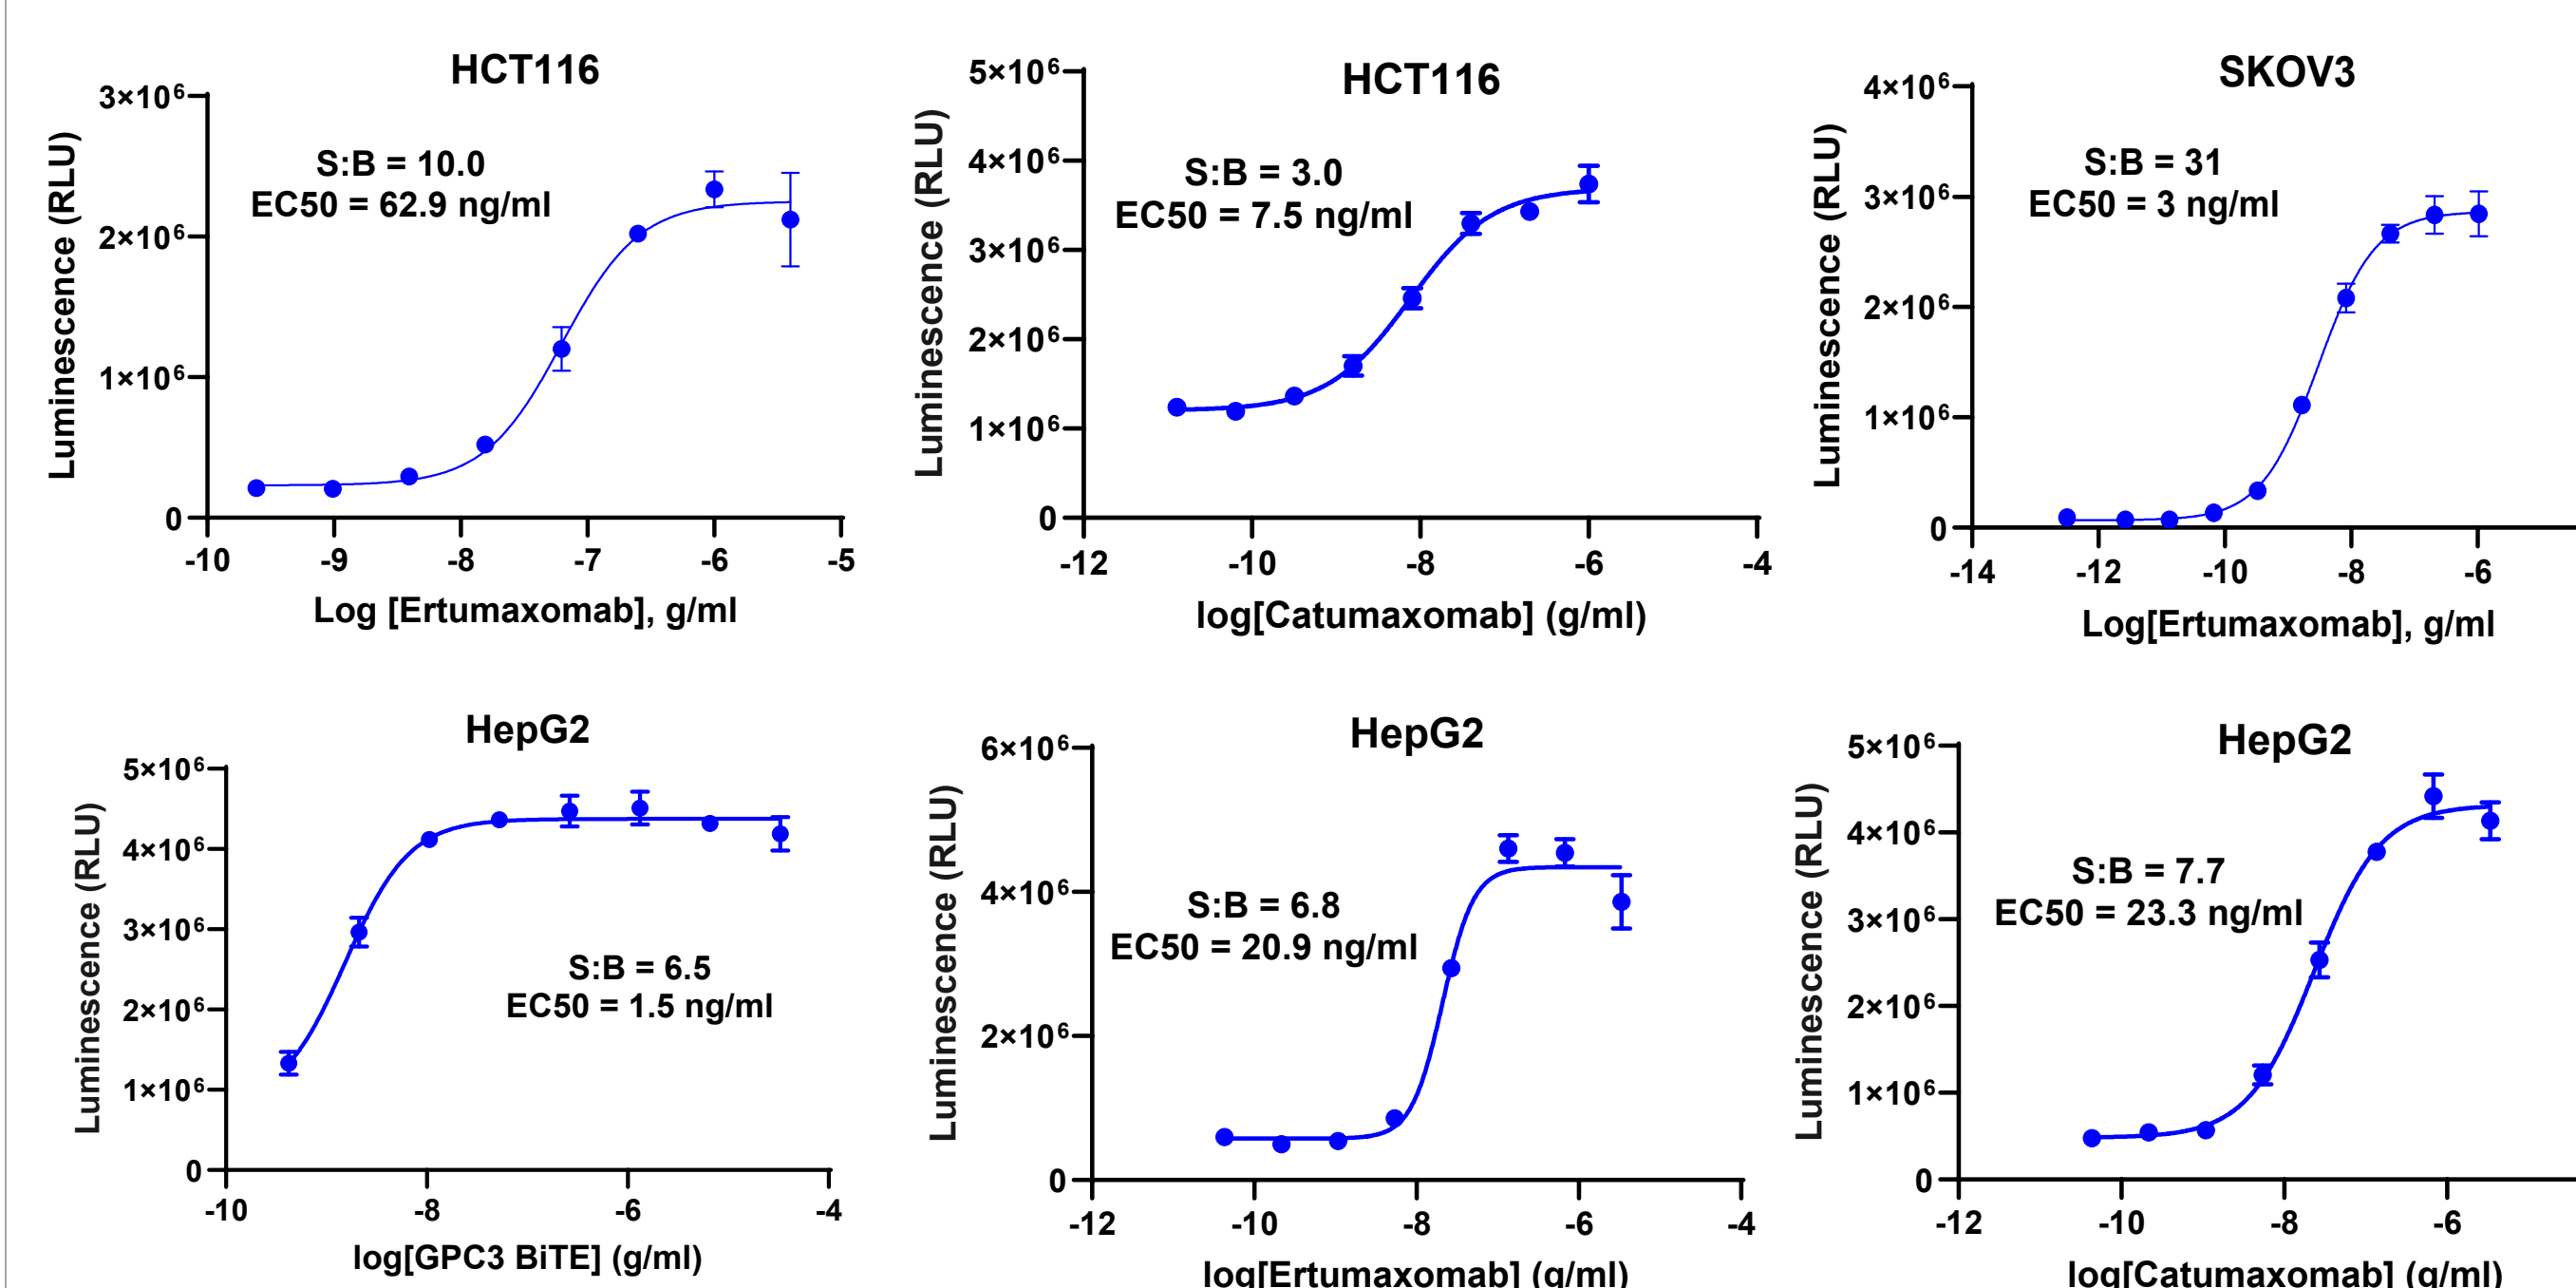 HCT116
3×10⁶
2×10⁶
1×10⁶
0
S:B = 10.0
EC50 = 62.9 ng/ml
Luminescence (RLU)
-10 -9 -8 -7 -6 -5
Log [Ertumaxomab], g/ml
HCT116
5×10⁶
4×10⁶
3×10⁶
2×10⁶
1×10⁶
0
S:B = 3.0
EC50 = 7.5 ng/ml
Luminescence (RLU)
-12 -10 -8 -6 -4
log[Catumaxomab] (g/ml)
SKOV3
4×10⁶
3×10⁶
2×10⁶
1×10⁶
0
S:B = 31
EC50 = 3 ng/ml
Luminescence (RLU)
-14 -12 -10 -8 -6
Log[Ertumaxomab], g/ml
HepG2
5×10⁶
4×10⁶
3×10⁶
2×10⁶
1×10⁶
0
S:B = 6.5
EC50 = 1.5 ng/ml
Luminescence (RLU)
-10 -8 -6 -4
log[GPC3 BiTE] (g/ml)
HepG2
6×10⁶
4×10⁶
2×10⁶
0
S:B = 6.8
EC50 = 20.9 ng/ml
Luminescence (RLU)
-12 -10 -8 -6 -4
log[Ertumaxomab] (g/ml)
HepG2
5×10⁶
4×10⁶
3×10⁶
2×10⁶
1×10⁶
0
S:B = 7.7
EC50 = 23.3 ng/ml
Luminescence (RLU)
-12 -10 -8 -6
log[Catumaxomab] (g/ml)